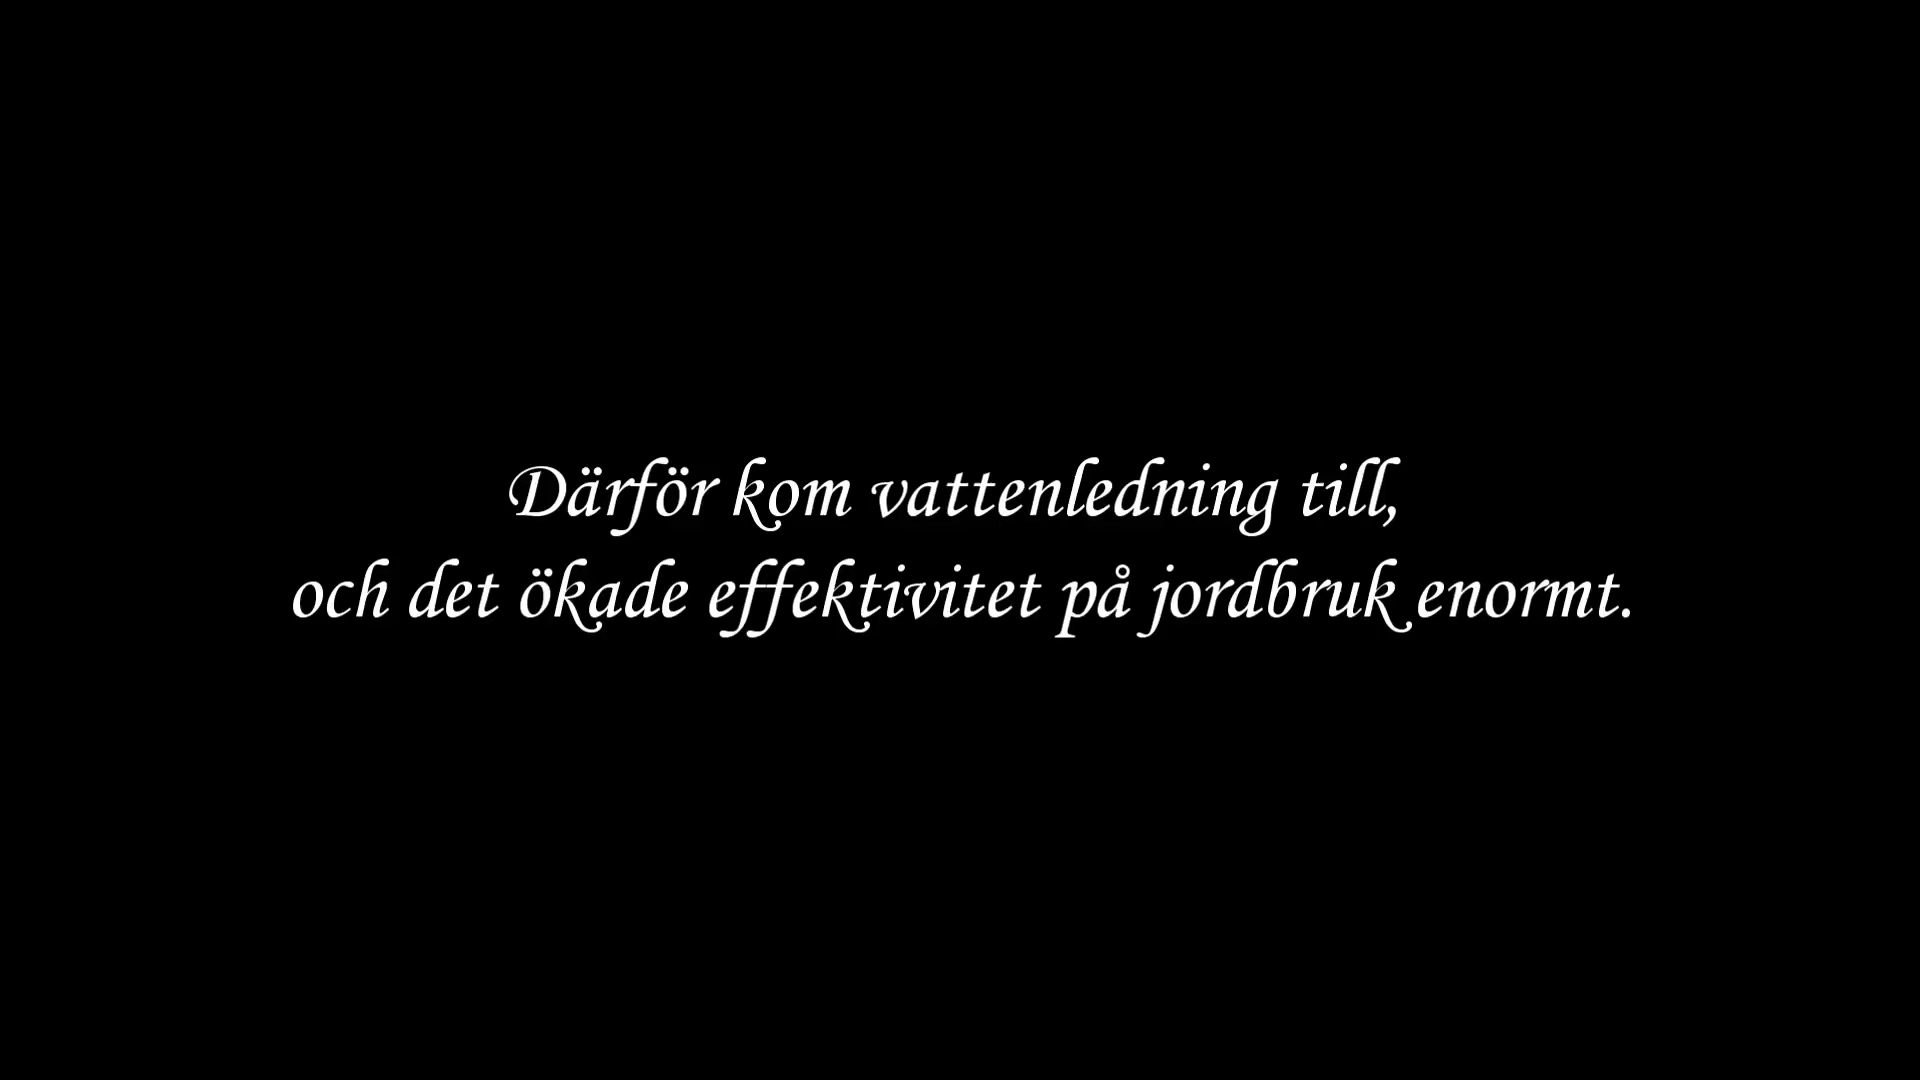 Därför kom vattenledning till,
och det ökade effektivitet på jordbruk enormt.